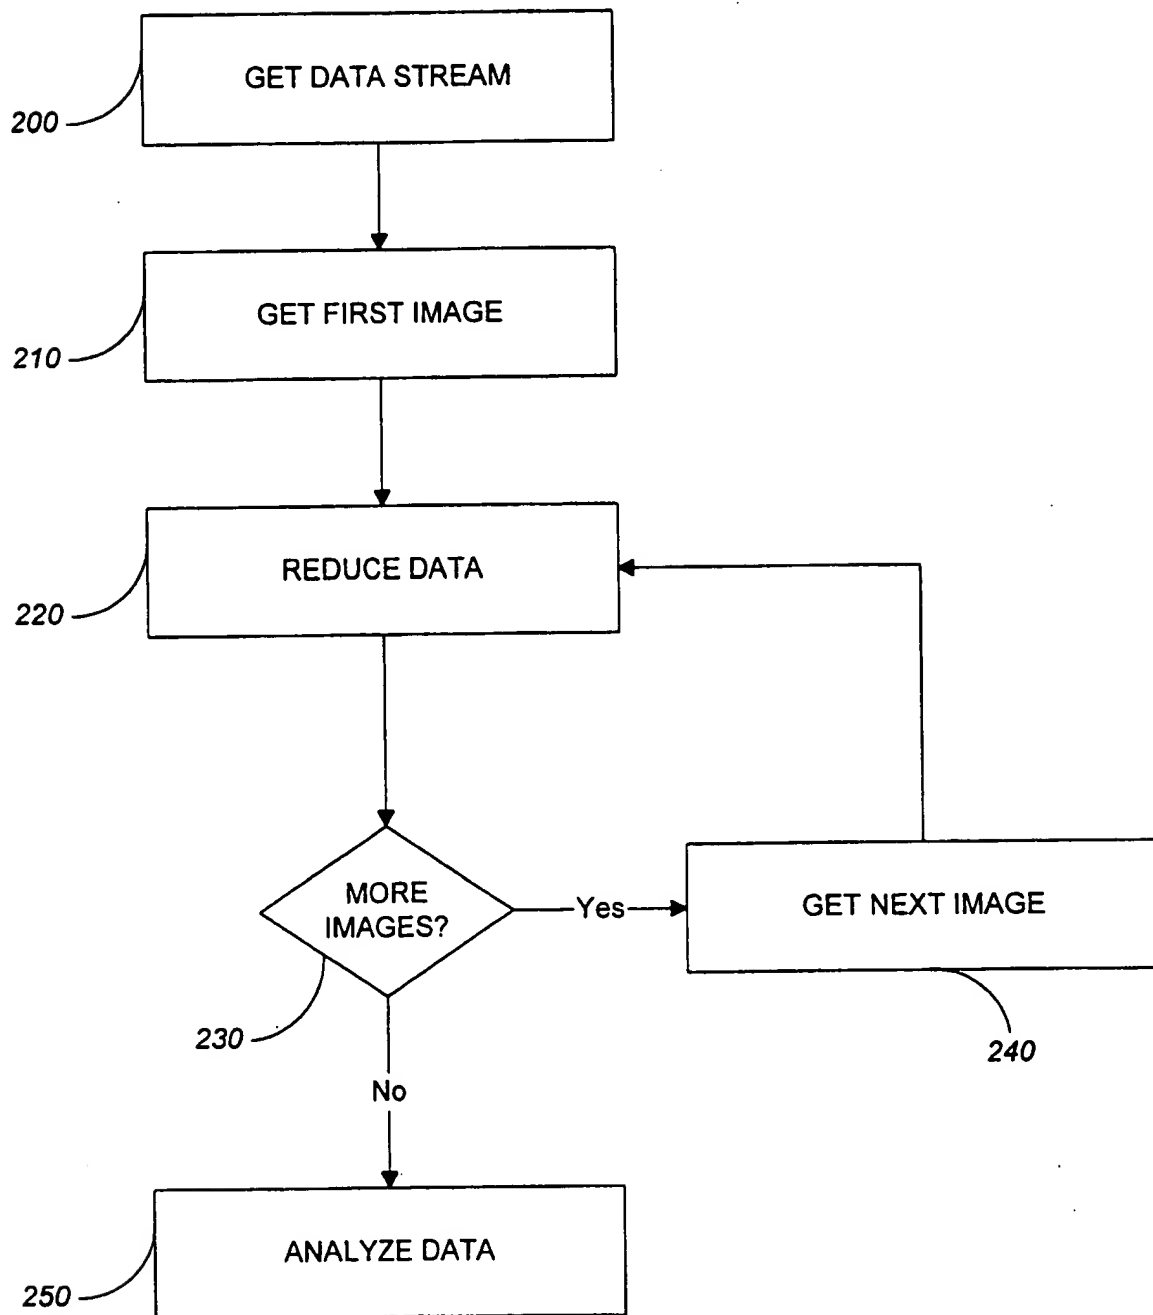 GET DATA STREAM
200
GET FIRST IMAGE
210
REDUCE DATA
220
MORE
IMAGES?
Yes
GET NEXT IMAGE
230
240
No
ANALYZE DATA
250